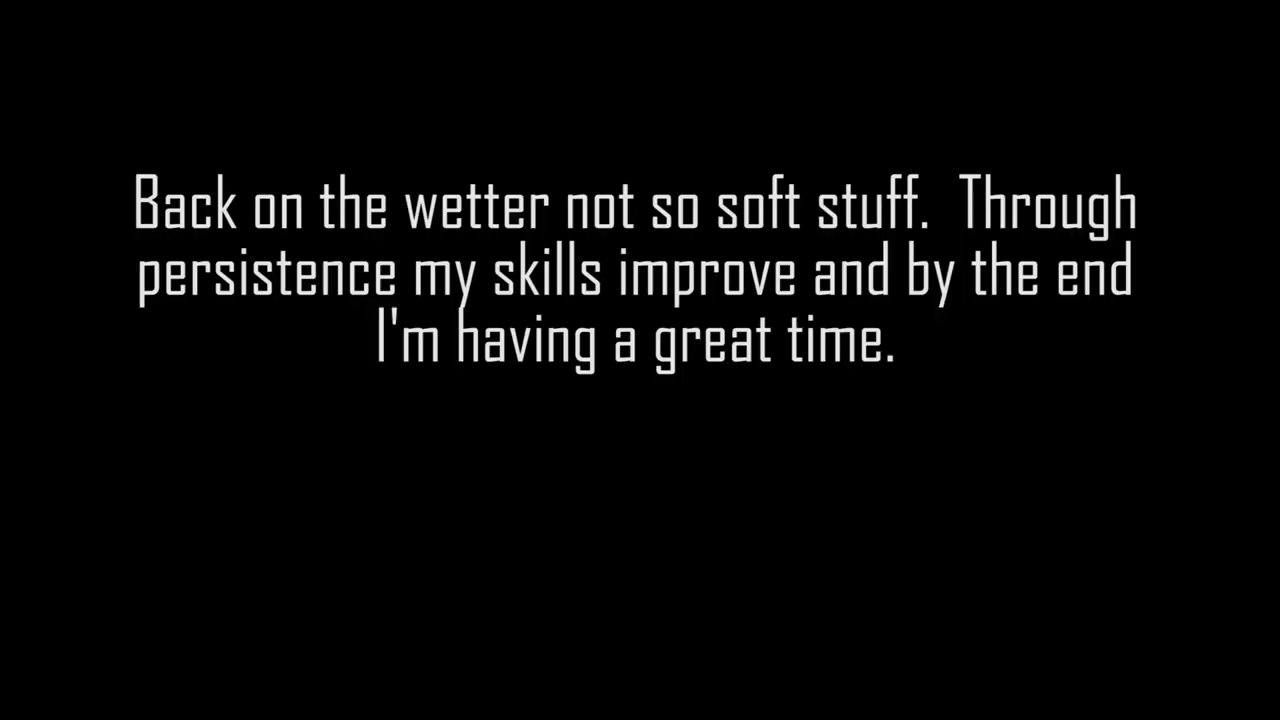 Back on the wetter not so soft stuff.  Through
persistence my skills improve and by the end
I'm having a great time.